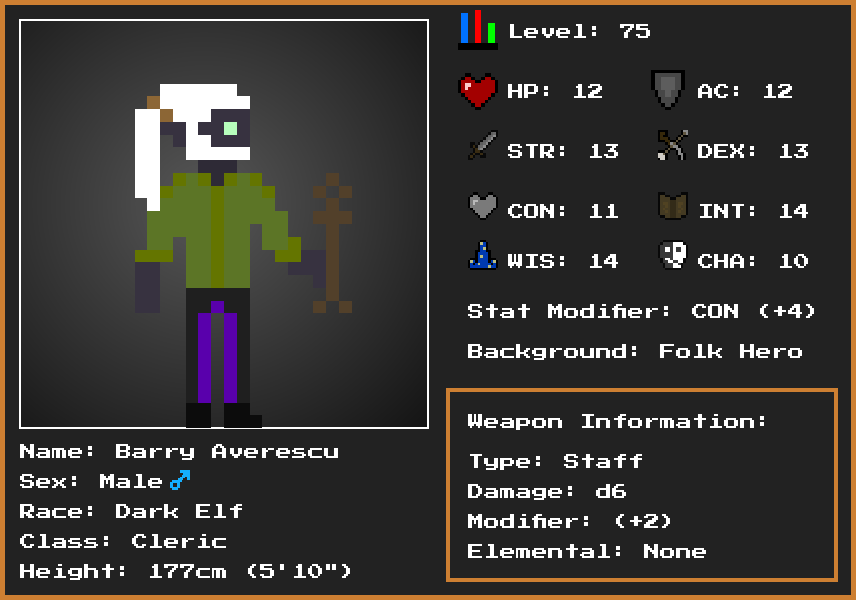 Level: 75
HP: 12 AC: 12
STR: 13 DEX: 13
CON: 11 INT: 14
WIS: 14 CHA: 10
Stat Modifier: CON (+4)
Background: Folk Hero
Weapon Information:
Type: Staff
Damage: d6
Modifier: (+2)
Elemental: None
Name: Barry Averescu
Sex: Male ♂
Race: Dark Elf
Class: Cleric
Height: 177cm (5'10")